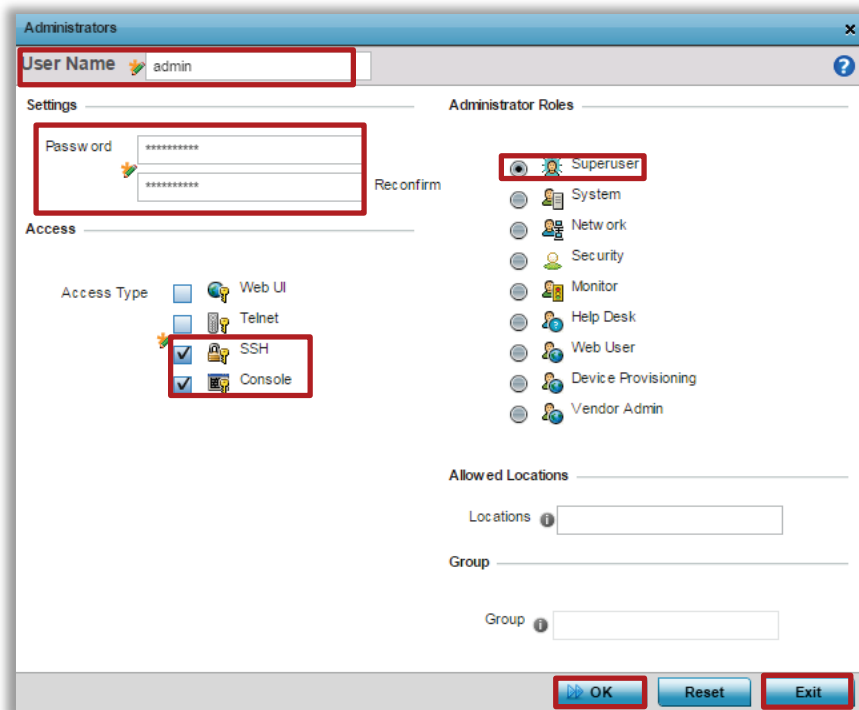 Administrators
User Name admin
Settings
Password **********
********** Reconfirm
Access
Access Type Web UI
Telnet
SSH
Console
Administrator Roles
Superuser
System
Network
Security
Monitor
Help Desk
Web User
Device Provisioning
Vendor Admin
Allowed Locations
Locations
Group
Group
OK Reset Exit